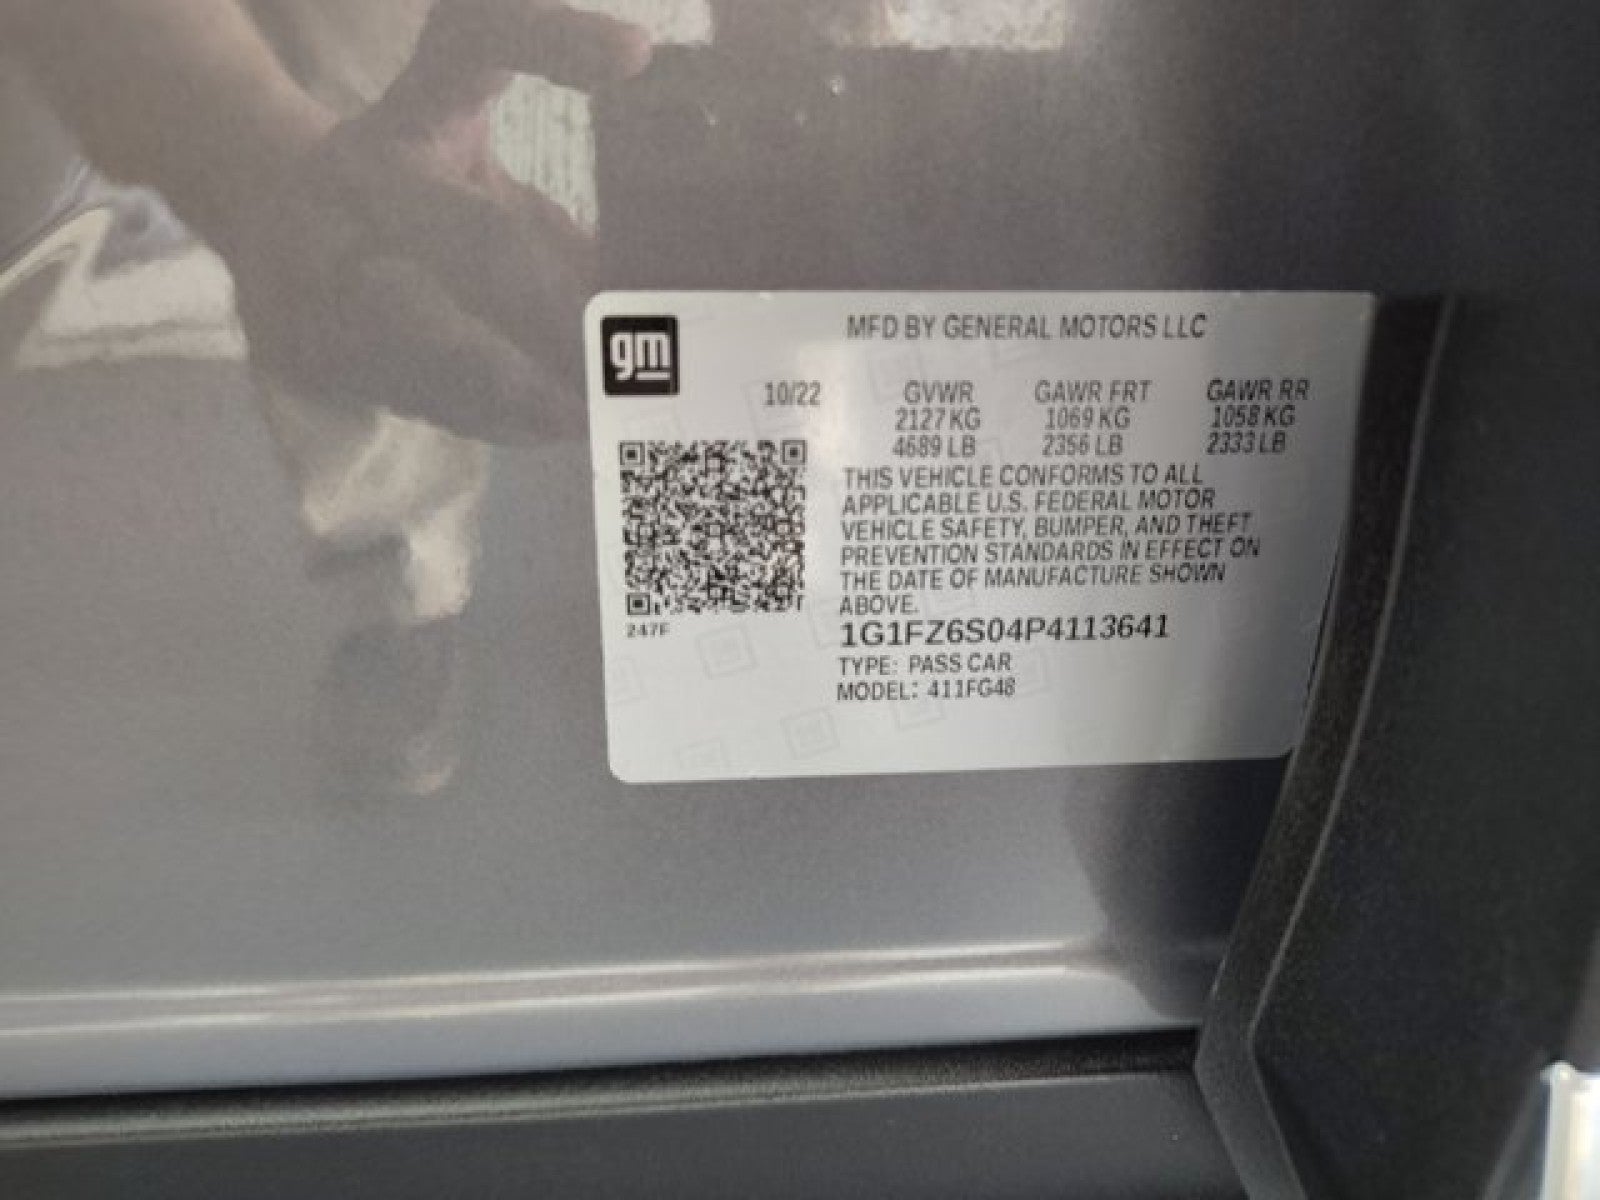 gm
MFD BY GENERAL MOTORS LLC
10/22 GVWR GAWR FRT GAWR RR
2127 KG 1069 KG 1058 KG
4689 LB 2356 LB 2333 LB
THIS VEHICLE CONFORMS TO ALL
APPLICABLE U.S. FEDERAL MOTOR
VEHICLE SAFETY, BUMPER, AND THEFT
PREVENTION STANDARDS IN EFFECT ON
THE DATE OF MANUFACTURE SHOWN
ABOVE.
247F
1G1FZ6S04P4113641
TYPE: PASS CAR
MODEL: 411FG48